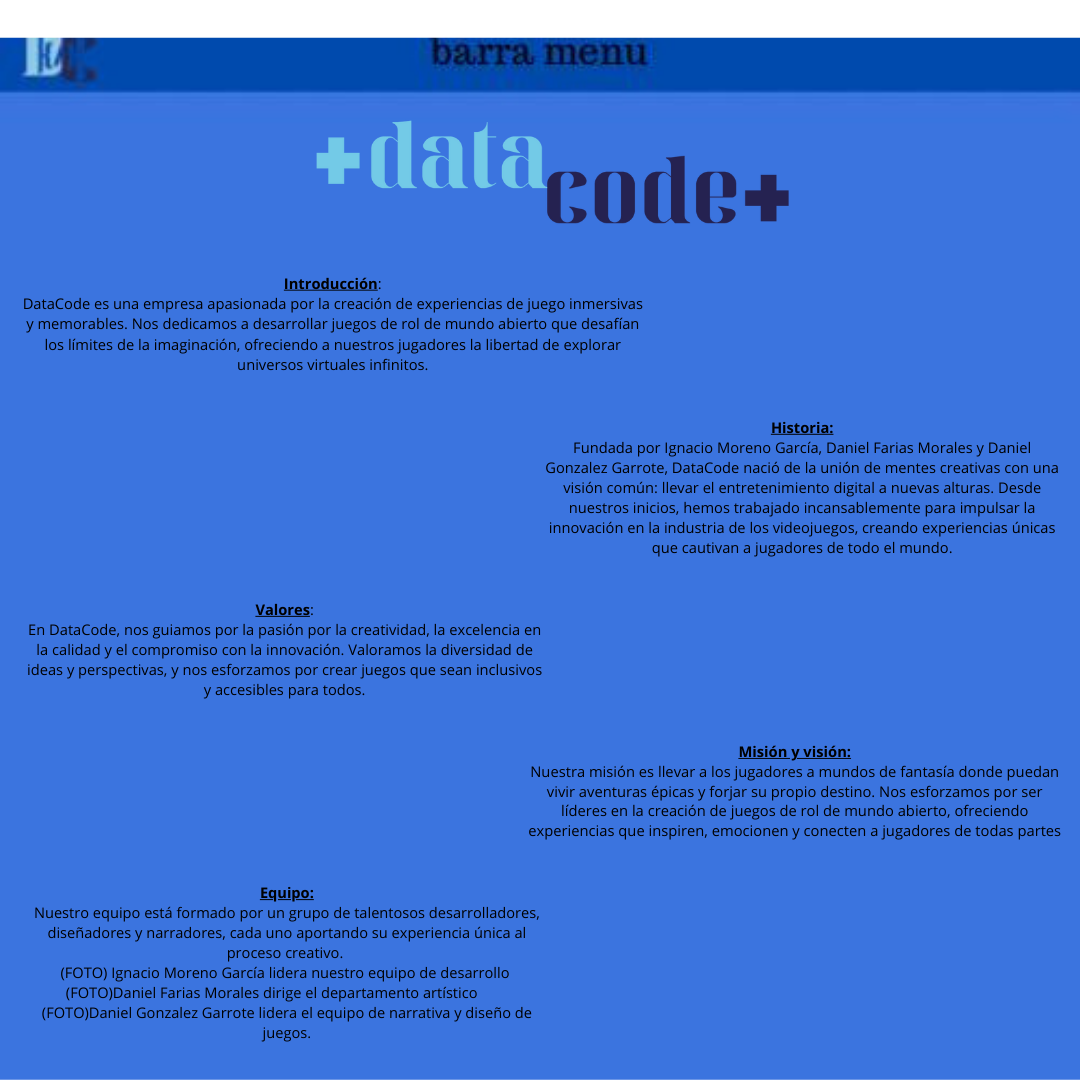 barra menu
+data
code+
Introducción:
DataCode es una empresa apasionada por la creación de experiencias de juego inmersivas
y memorables. Nos dedicamos a desarrollar juegos de rol de mundo abierto que desafían
los límites de la imaginación, ofreciendo a nuestros jugadores la libertad de explorar
universos virtuales infinitos.
Historia:
Fundada por Ignacio Moreno García, Daniel Farias Morales y Daniel
Gonzalez Garrote, DataCode nació de la unión de mentes creativas con una
visión común: llevar el entretenimiento digital a nuevas alturas. Desde
nuestros inicios, hemos trabajado incansablemente para impulsar la
innovación en la industria de los videojuegos, creando experiencias únicas
que cautivan a jugadores de todo el mundo.
Valores:
En DataCode, nos guiamos por la pasión por la creatividad, la excelencia en
la calidad y el compromiso con la innovación. Valoramos la diversidad de
ideas y perspectivas, y nos esforzamos por crear juegos que sean inclusivos
y accesibles para todos.
Misión y visión:
Nuestra misión es llevar a los jugadores a mundos de fantasía donde puedan
vivir aventuras épicas y forjar su propio destino. Nos esforzamos por ser
líderes en la creación de juegos de rol de mundo abierto, ofreciendo
experiencias que inspiren, emocionen y conecten a jugadores de todas partes
Equipo:
Nuestro equipo está formado por un grupo de talentosos desarrolladores,
diseñadores y narradores, cada uno aportando su experiencia única al
proceso creativo.
(FOTO) Ignacio Moreno García lidera nuestro equipo de desarrollo
(FOTO)Daniel Farias Morales dirige el departamento artístico
(FOTO)Daniel Gonzalez Garrote lidera el equipo de narrativa y diseño de
juegos.